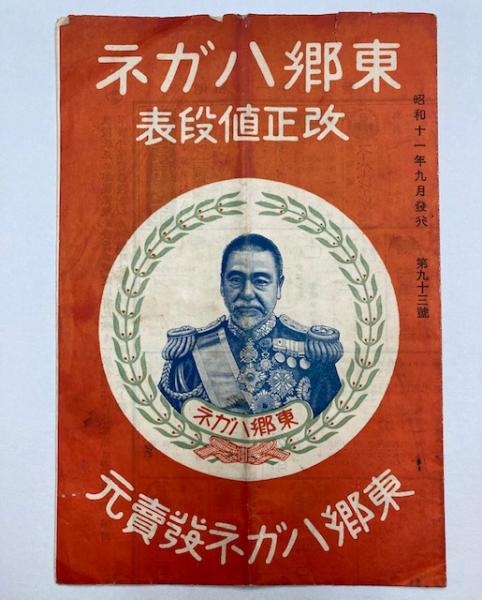 東郷ハガネ
改正値段表
昭和十一年九月發行 第九十三號
東郷ハガネ
東郷ハガネ發賣元